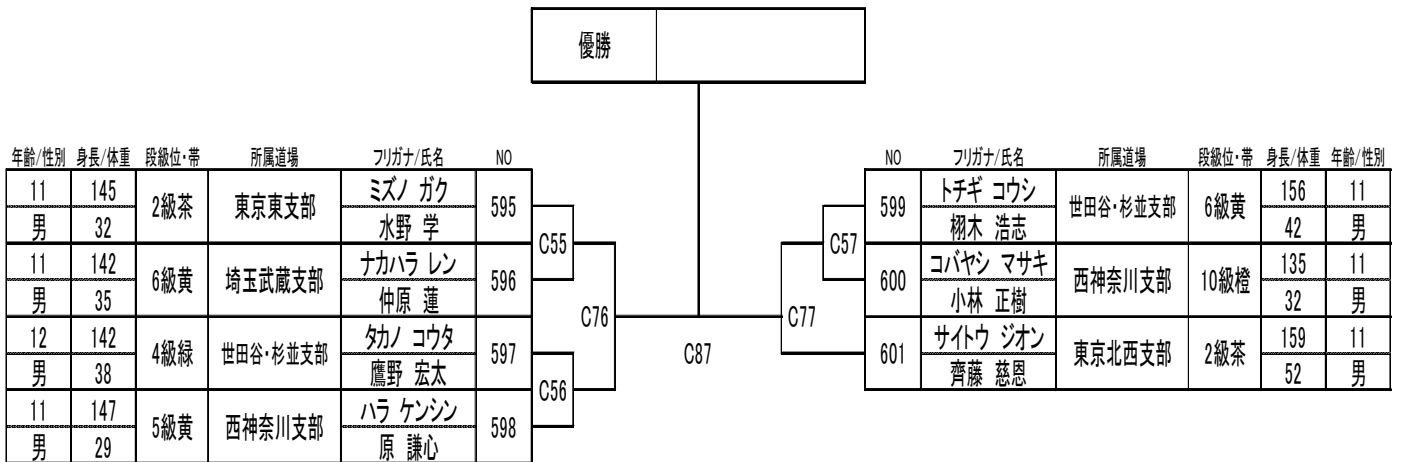 優勝
年齢/性別 身長/体重 段級位・帯 所属道場 フリガナ/氏名 NO
11 145 2級茶 東京東支部 ミズノ ガク 595
男 32 水野 学
C55
11 142 6級黄 埼玉武蔵支部 ナカハラ レン 596
男 35 仲原 蓮
C76
12 142 4級緑 世田谷・杉並支部 タカノ コウタ 597
男 38 鷹野 宏太
C56
11 147 5級黄 西神奈川支部 ハラ ケンシン 598
男 29 原 謙心
C87
NO フリガナ/氏名 所属道場 段級位・帯 身長/体重 年齢/性別
599 トチギ コウシ 世田谷・杉並支部 6級黄 156 11
栩木 浩志 42 男
C57
600 コバヤシ マサキ 西神奈川支部 10級橙 135 11
小林 正樹 32 男
C77
601 サイトウ ジオン 東京北西支部 2級茶 159 11
齊藤 慈恩 52 男